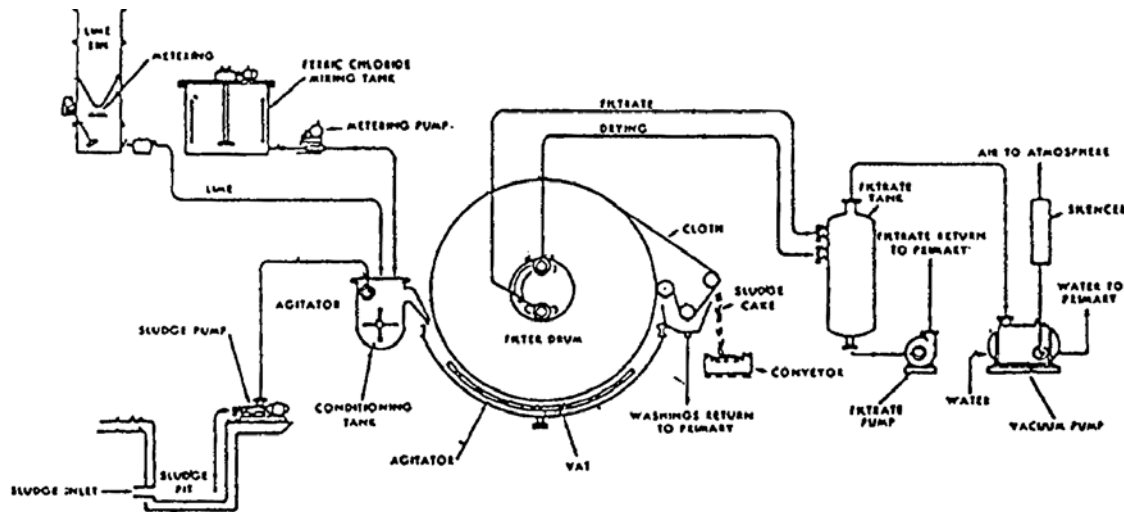 LIME
BIN
METERING
FERRIC CHLORIDE
MIXING TANK
METERING PUMP-
LIME
FILTRATE
DRYING
AIR TO ATMOSPHERE
FILTRATE
TANK
SILENCER
CLOTH
FILTRATE RETURN
TO PRIMARY
WATER TO
PRIMARY
AGITATOR
SLUDGE
CAKE
SLUDGE PUMP
FILTER DRUM
CONVEYOR
CONDITIONING
TANK
WASHINGS RETURN
TO PRIMARY
FILTRATE
PUMP
WATER
VACUUM PUMP
AGITATOR
VAT
SLUDGE
PIT
SLUDGE INLET